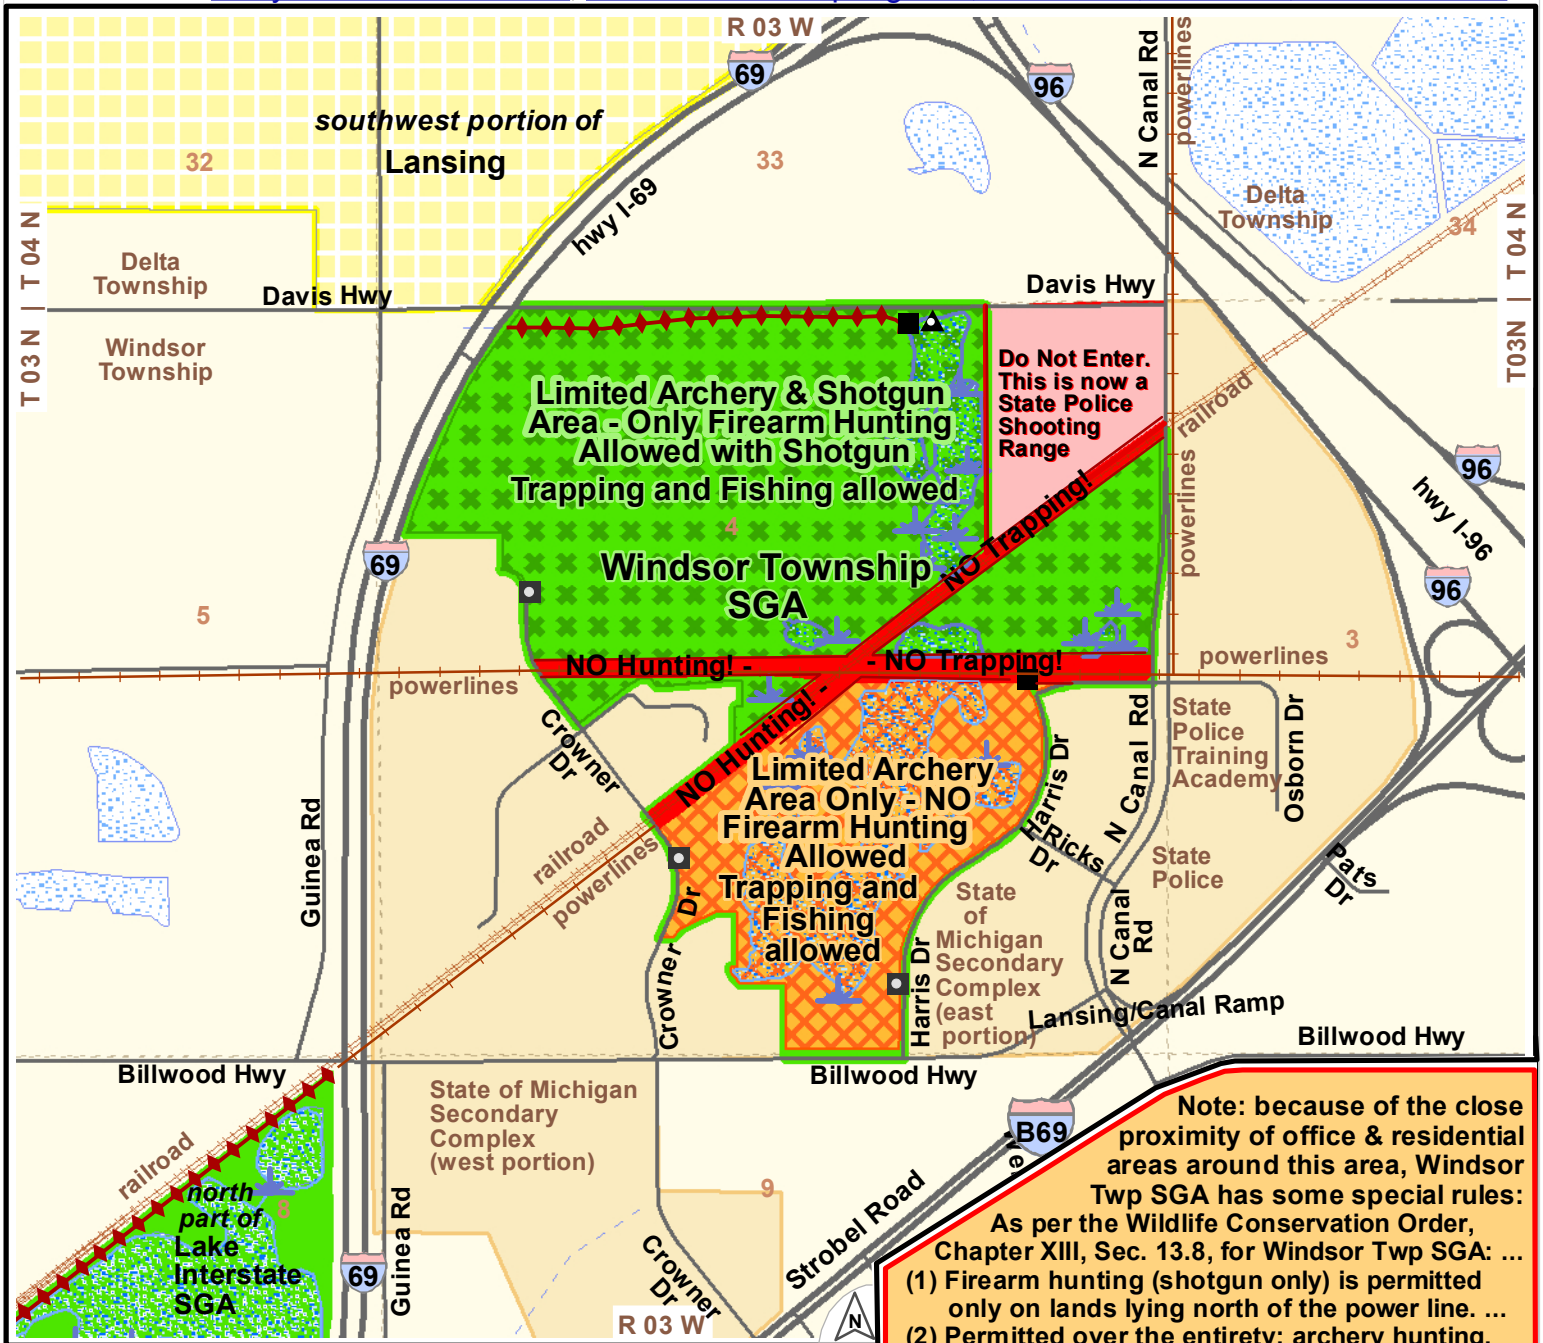 R 03 W
69
96
N Canal Rd
powerlines
southwest portion of
Lansing
32
33
hwy I-69
Delta
Township
34
T 03 N | T 04 N
T03N | T 04 N
Delta
Township
Davis Hwy
Davis Hwy
Windsor
Township
Do Not Enter.
This is now a
State Police
Shooting
Range
railroad
Limited Archery & Shotgun
Area - Only Firearm Hunting
Allowed with Shotgun
Trapping and Fishing allowed
4
96
hwy I-96
powerlines
NO Trapping!
Windsor Township
SGA
69
96
5
3
NO Hunting! -
- NO Trapping!
powerlines
powerlines
NO Hunting! -
Crowner
Dr
State
Police
Training
Academy
Osborn Dr
N Canal Rd
Harris Dr
Limited Archery
Area Only - NO
Firearm Hunting
Allowed
Trapping and
Fishing
allowed
Guinea Rd
railroad
powerlines
Ricks
Dr
State
Police
Pats
Dr
Crowner Dr
Harris Dr
State
of
Michigan
Secondary
Complex
(east
portion)
N Canal
Rd
Lansing/Canal Ramp
Billwood Hwy
Billwood Hwy
Billwood Hwy
State of Michigan
Secondary
Complex
(west portion)
B69
railroad
north
part of
Lake
Interstate
SGA
8
9
Guinea Rd
69
Crowner
Dr
Strobel Road
R 03 W
N
Note: because of the close
proximity of office & residential
areas around this area, Windsor
Twp SGA has some special rules:
As per the Wildlife Conservation Order,
Chapter XIII, Sec. 13.8, for Windsor Twp SGA: ...
(1) Firearm hunting (shotgun only) is permitted
only on lands lying north of the power line. ...
(2) Permitted over the entirety: archery hunting,